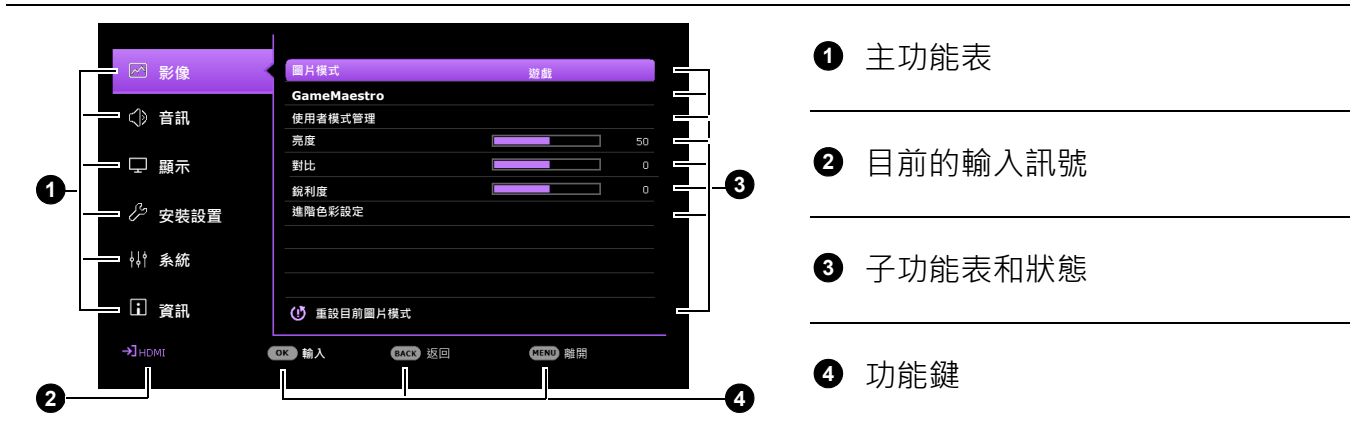 影像
音訊
顯示
安裝設置
系統
資訊
圖片模式 遊戲
GameMaestro
使用者模式管理
亮度 50
對比 0
銳利度 0
進階色彩設定
重設目前圖片模式
HDMI
OK 輸入 BACK 返回 MENU 離開
1
2
3
4
1 主功能表
2 目前的輸入訊號
3 子功能表和狀態
4 功能鍵